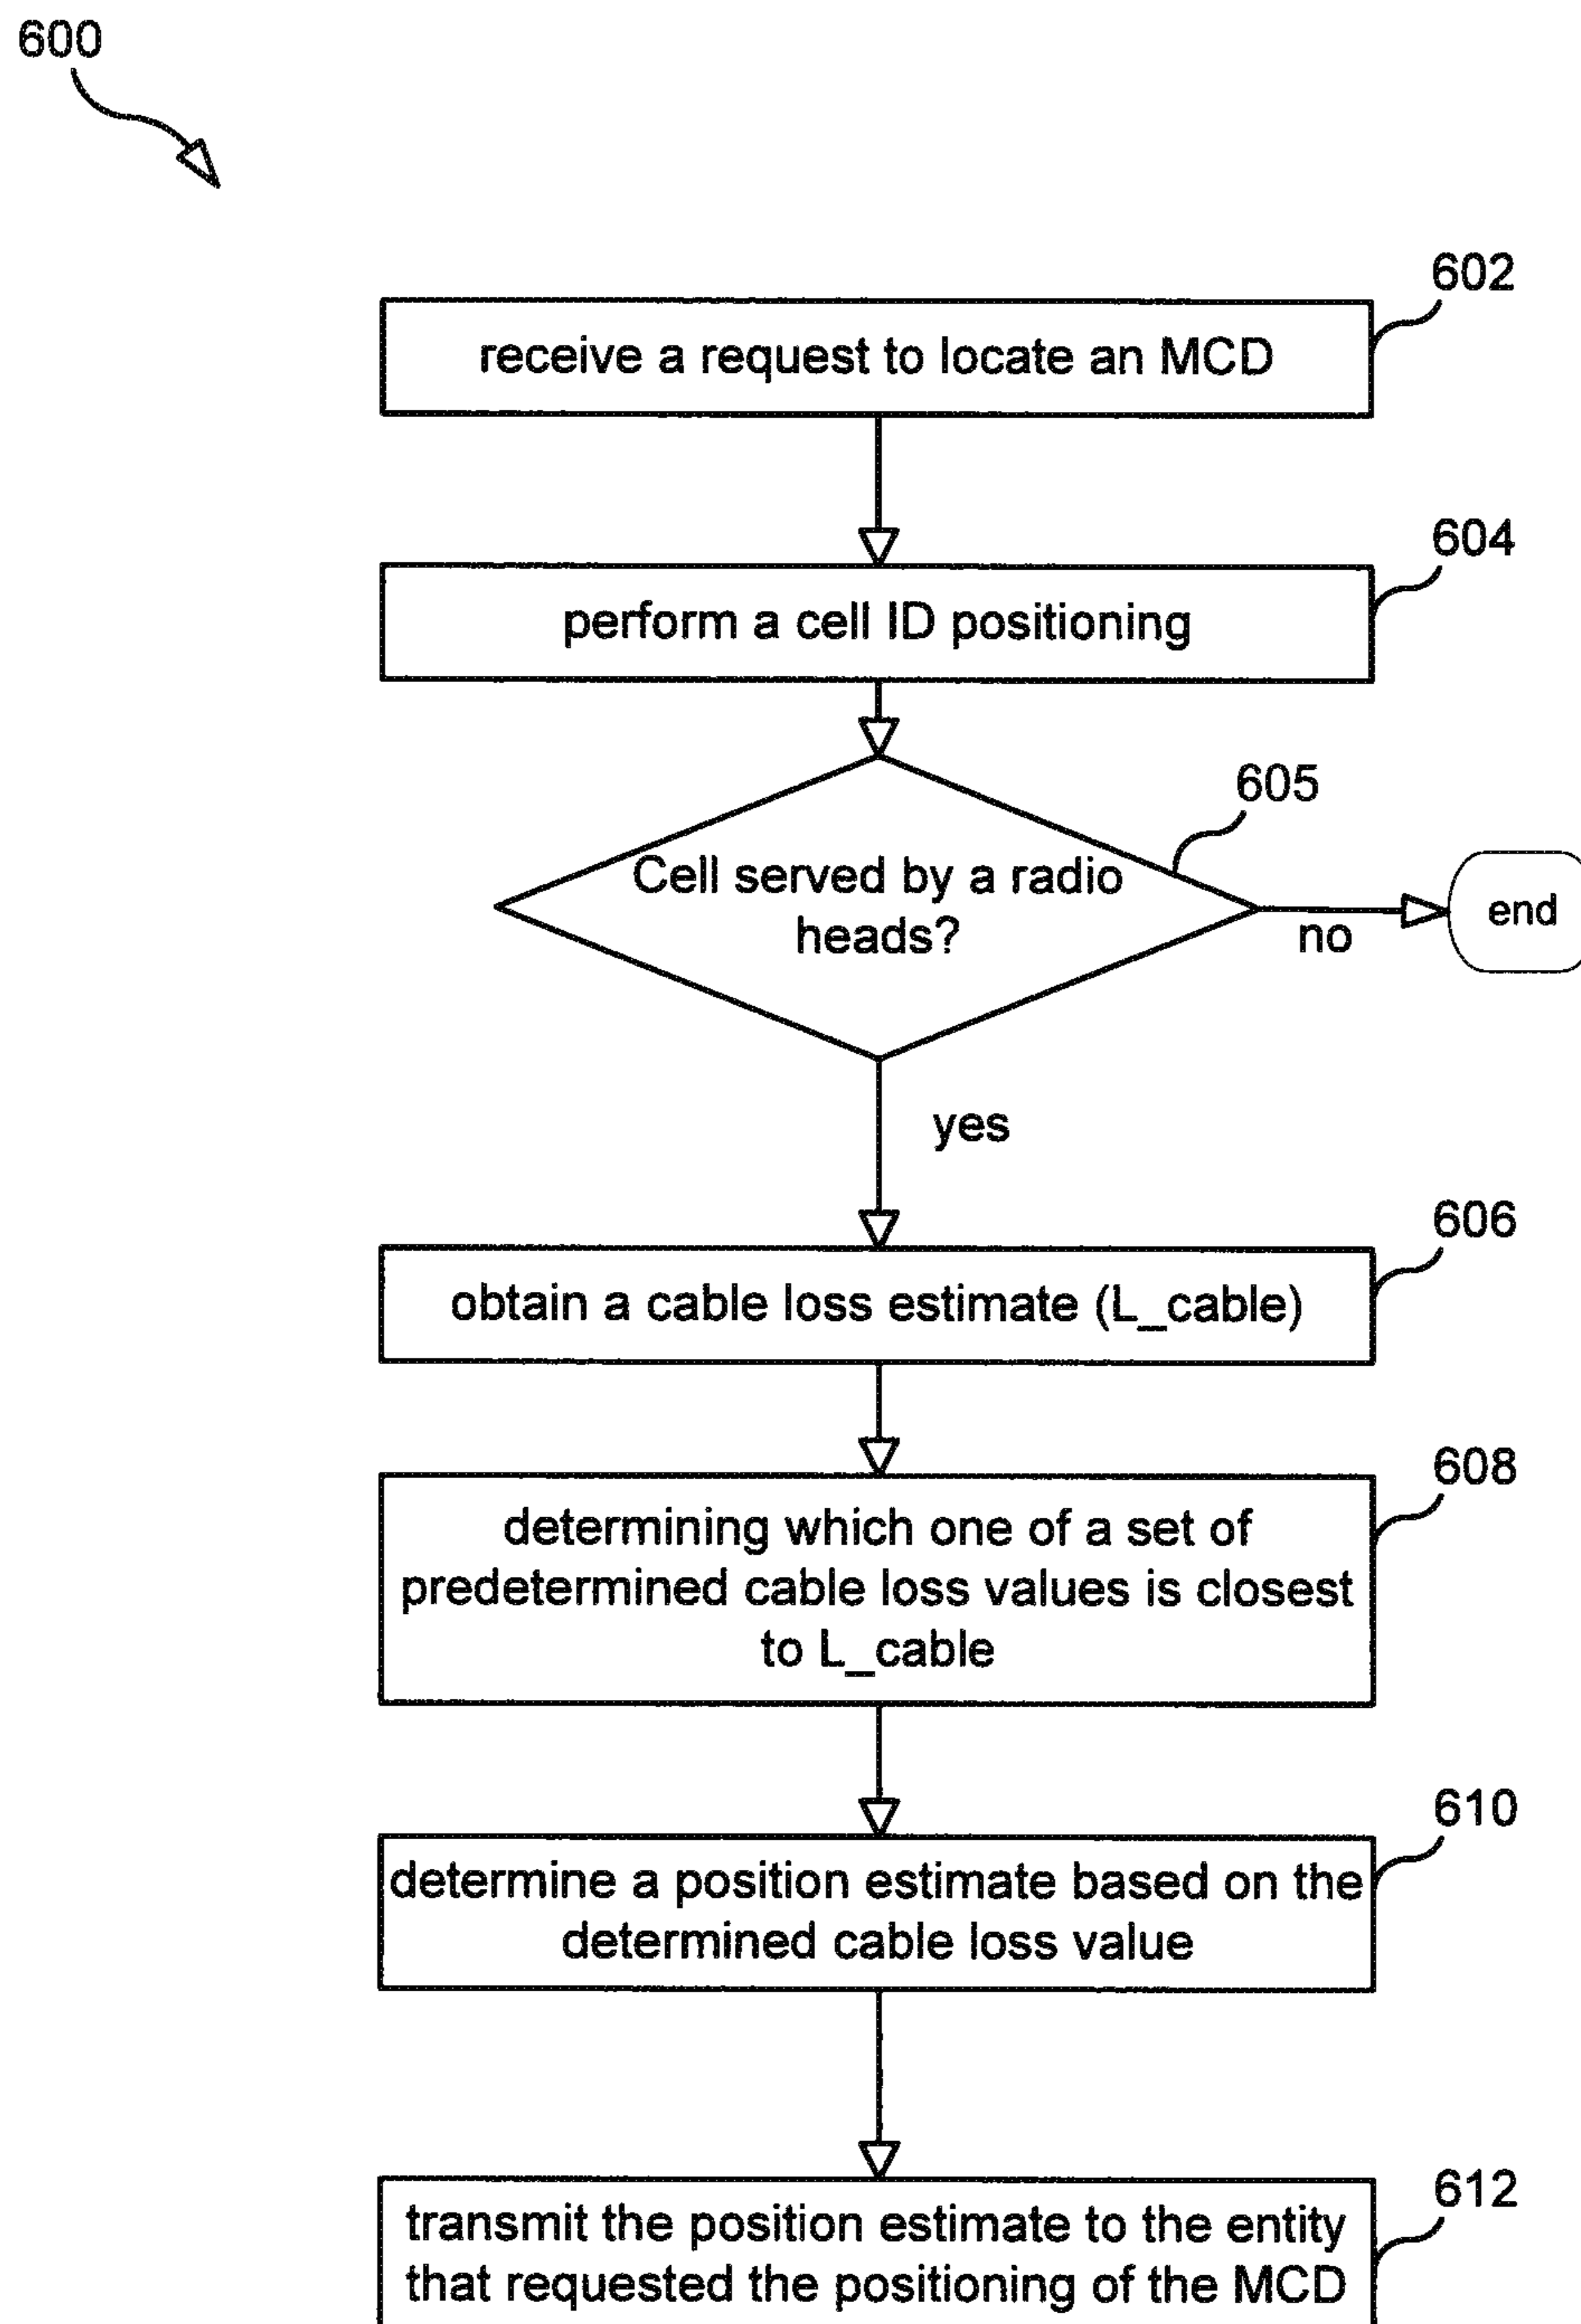 600
602
receive a request to locate an MCD
604
perform a cell ID positioning
605
Cell served by a radio
heads?
no
end
yes
606
obtain a cable loss estimate (L_cable)
608
determining which one of a set of
predetermined cable loss values is closest
to L_cable
610
determine a position estimate based on the
determined cable loss value
612
transmit the position estimate to the entity
that requested the positioning of the MCD